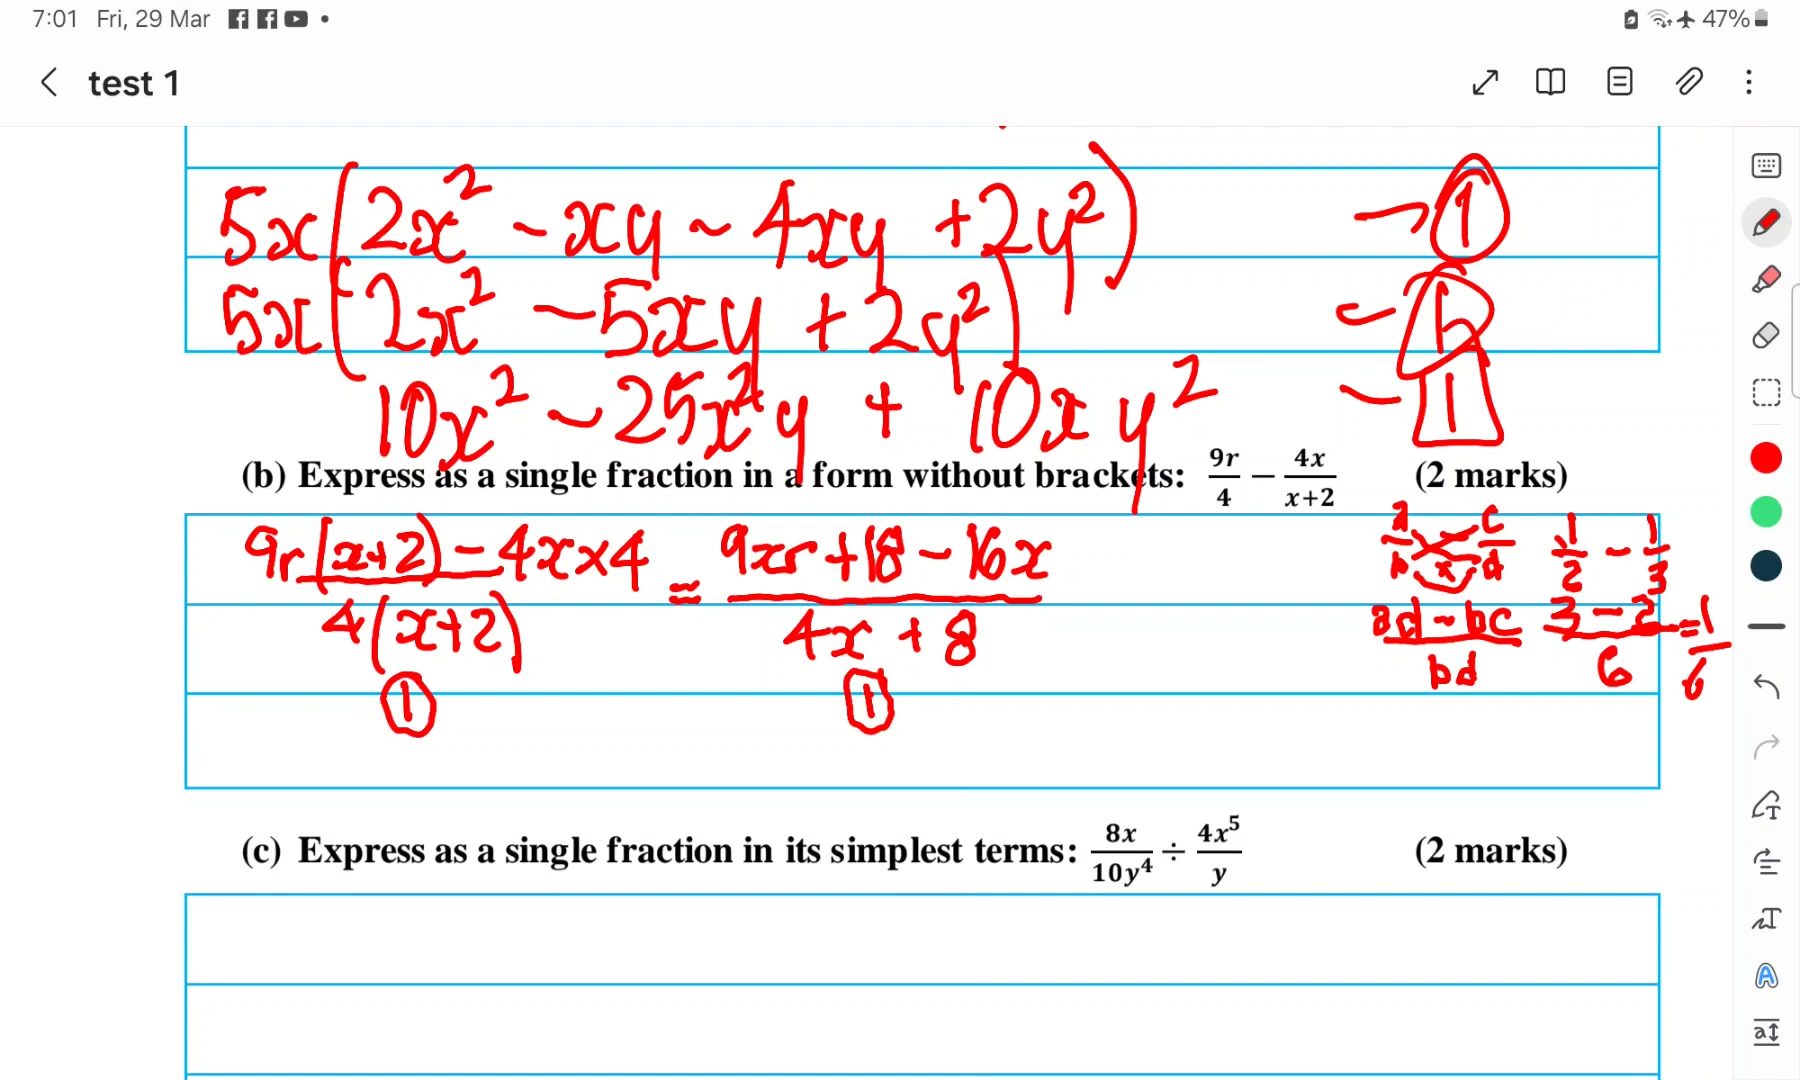 7:01 Fri, 29 Mar 47%
test 1
5x(2x² - xy - 4xy + 2y²) → ①
5x(2x² - 5xy + 2y²)
10x² - 25x²y + 10xy² - 1
(b) Express as a single fraction in a form without brackets: 9r/4 − 4x/(x+2) (2 marks)
(9r(x+2) - 4x×4)/(4(x+2)) = (9xr + 18 - 16x)/(4x + 8)
① ①
a/b × c/d 1/2 - 1/3
(ad - bc)/bd (3 - 2)/6 = 1/6
(c) Express as a single fraction in its simplest terms: 8x/10y⁴ ÷ 4x⁵/y (2 marks)